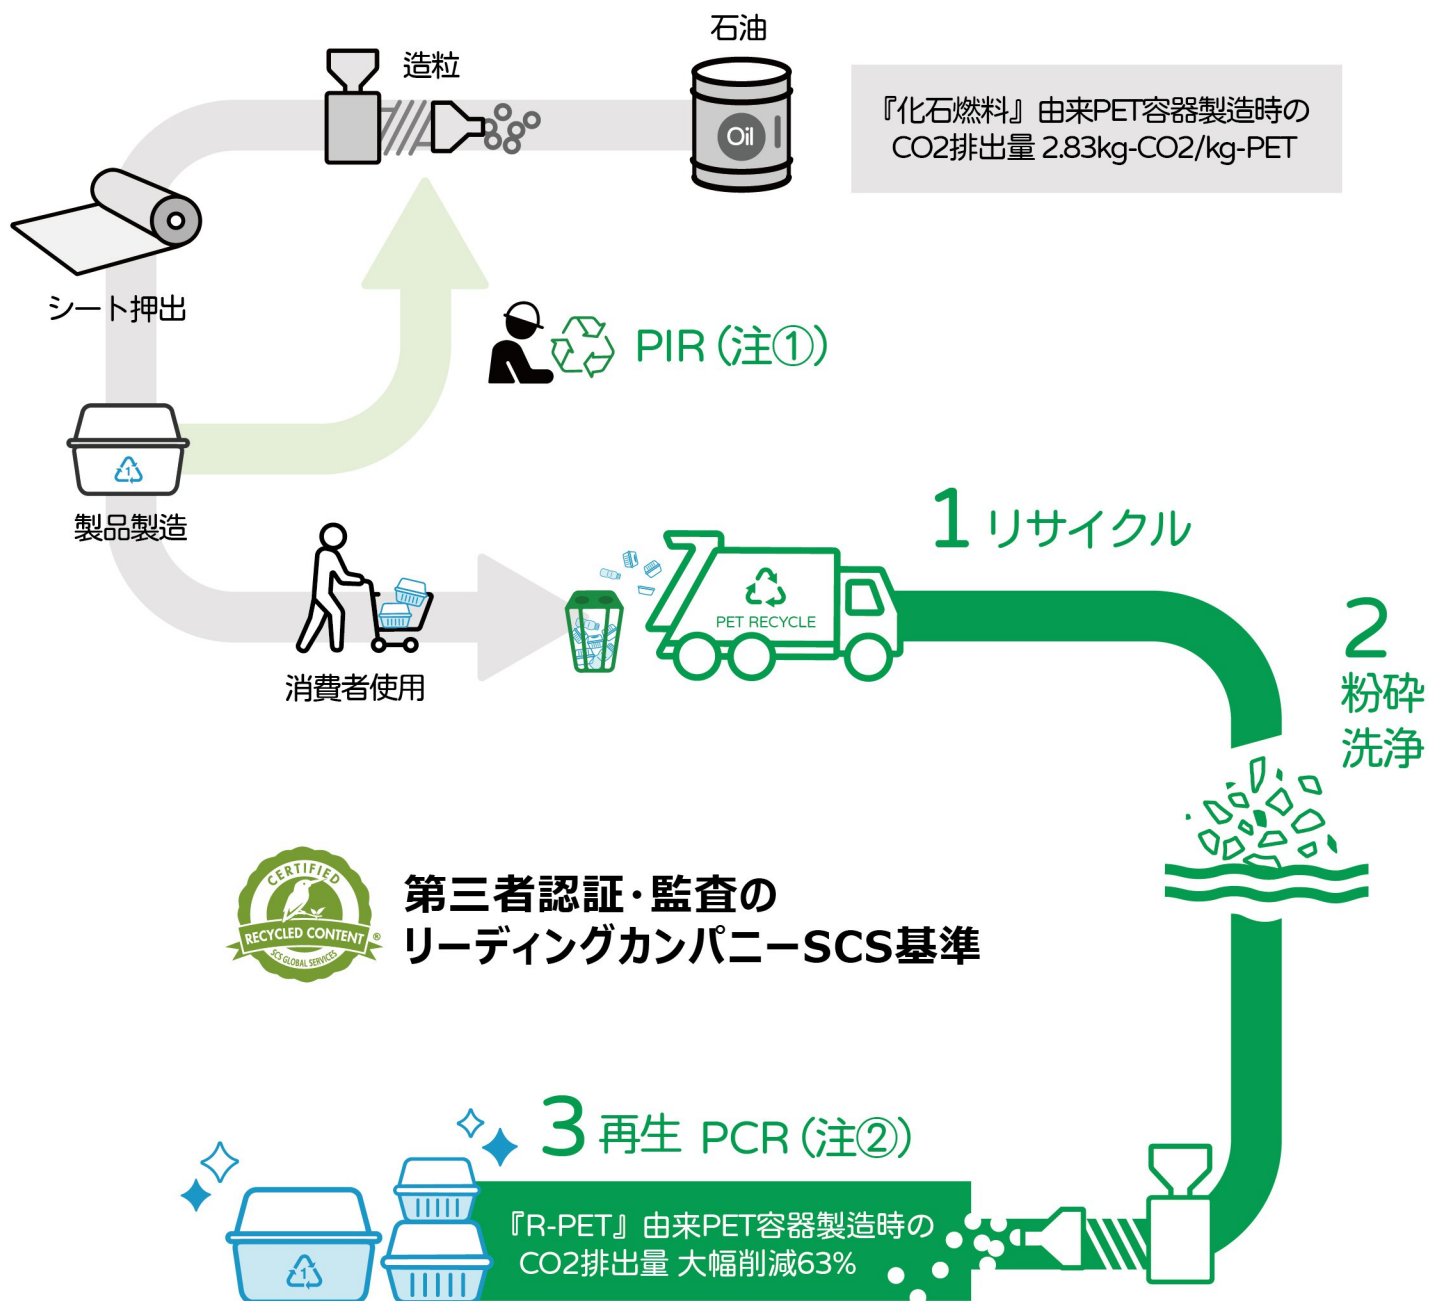 石油
造粒
Oil
『化石燃料』由来PET容器製造時の
CO2排出量 2.83kg-CO2/kg-PET
シート押出
PIR（注①）
1
製品製造
1 リサイクル
PET RECYCLE
消費者使用
2
粉砕
洗浄
CERTIFIED
RECYCLED CONTENT
®
SCS GLOBAL SERVICES
第三者認証・監査の
リーディングカンパニーSCS基準
3 再生 PCR（注②）
『R-PET』由来PET容器製造時の
CO2排出量 大幅削減63%
1